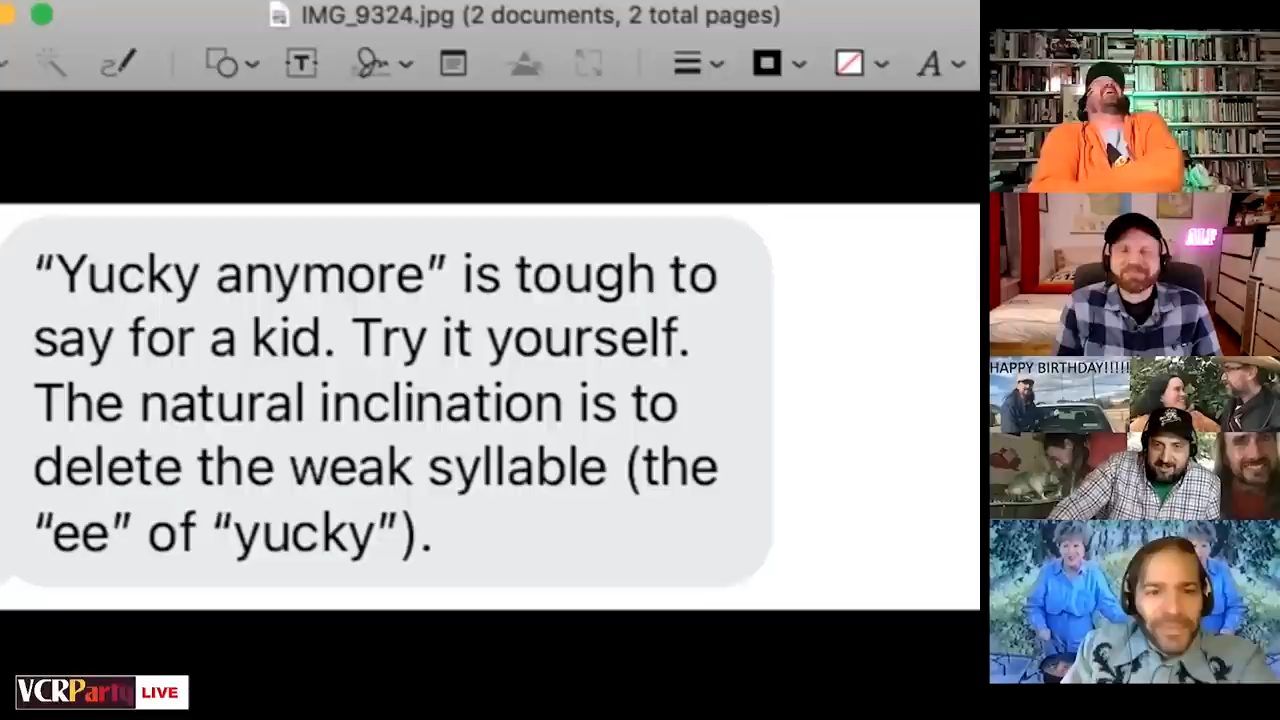 IMG_9324.jpg (2 documents, 2 total pages)
“Yucky anymore” is tough to
say for a kid. Try it yourself.
The natural inclination is to
delete the weak syllable (the
“ee” of “yucky”).
ALF
HAPPY BIRTHDAY!!!!!
VCRParty LIVE